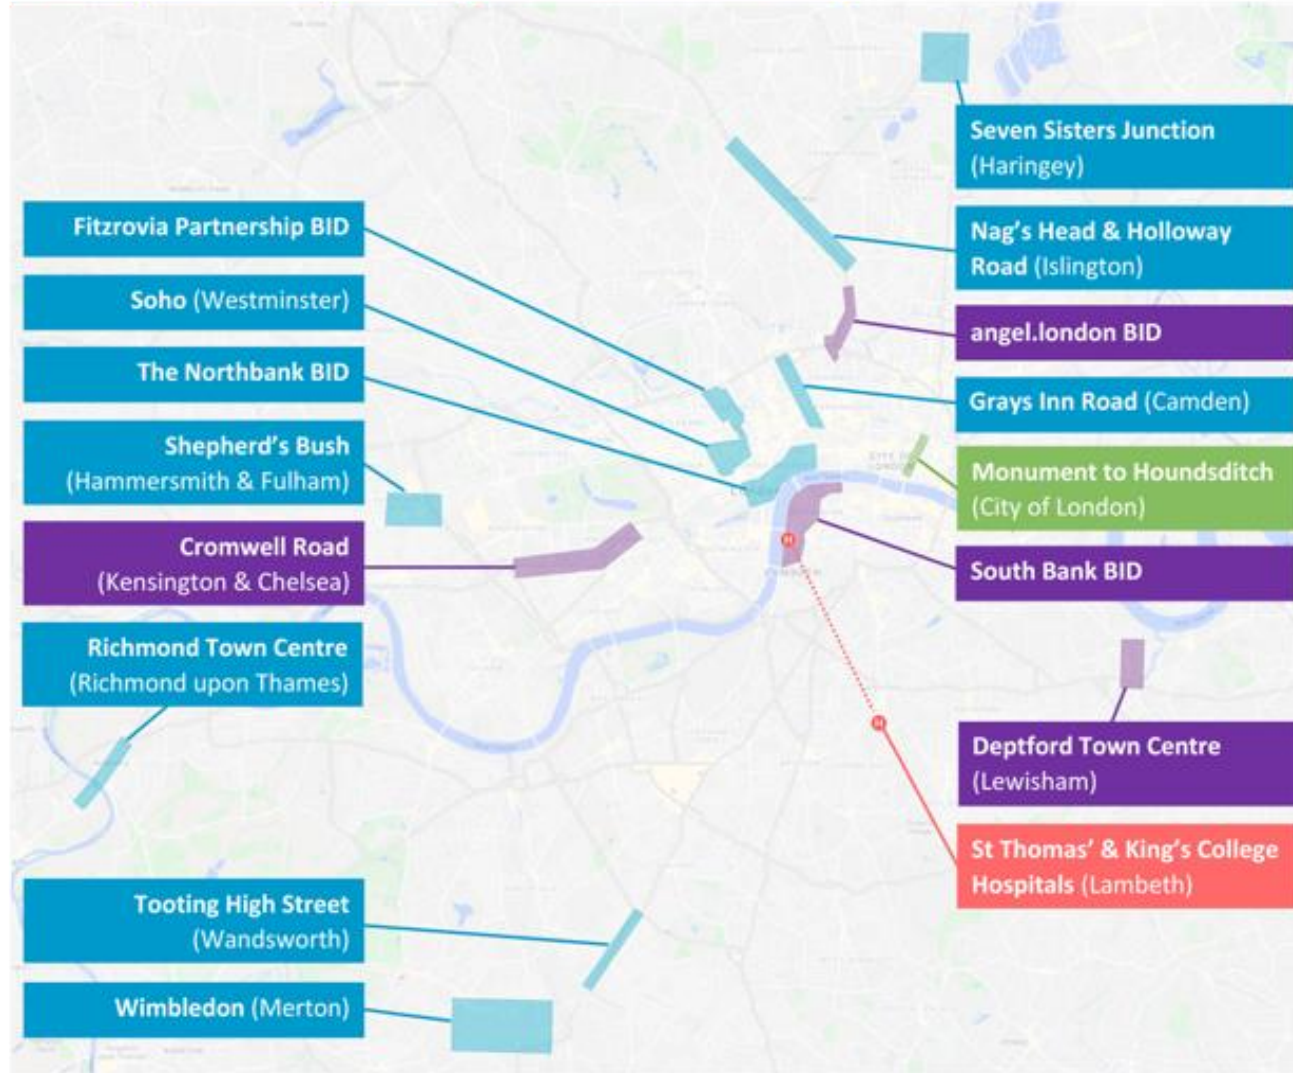 Fitzrovia Partnership BID
Soho (Westminster)
The Northbank BID
Shepherd's Bush
(Hammersmith & Fulham)
Cromwell Road
(Kensington & Chelsea)
Richmond Town Centre
(Richmond upon Thames)
Tooting High Street
(Wandsworth)
Wimbledon (Merton)
Seven Sisters Junction
(Haringey)
Nag's Head & Holloway
Road (Islington)
angel.london BID
Grays Inn Road (Camden)
Monument to Houndsditch
(City of London)
South Bank BID
Deptford Town Centre
(Lewisham)
St Thomas' & King's College
Hospitals (Lambeth)
H
H